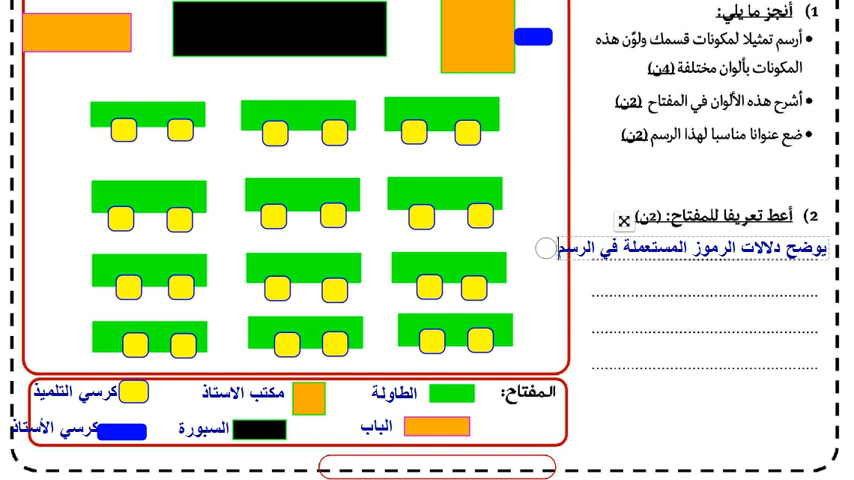 1) أنجز ما يلي:
• أرسم تمثيلا لمكونات قسمك ولوّن هذه
المكونات بألوان مختلفة (4ن)
• أشرح هذه الألوان في المفتاح (2ن)
• ضع عنوانا مناسبا لهذا الرسم (2ن)
2) أعط تعريفا للمفتاح: (2ن)
يوضح دلالات الرموز المستعملة في الرسم
المفتاح: الطاولة مكتب الاستاذ كرسي التلميذ
الباب السبورة كرسي الأستاذ